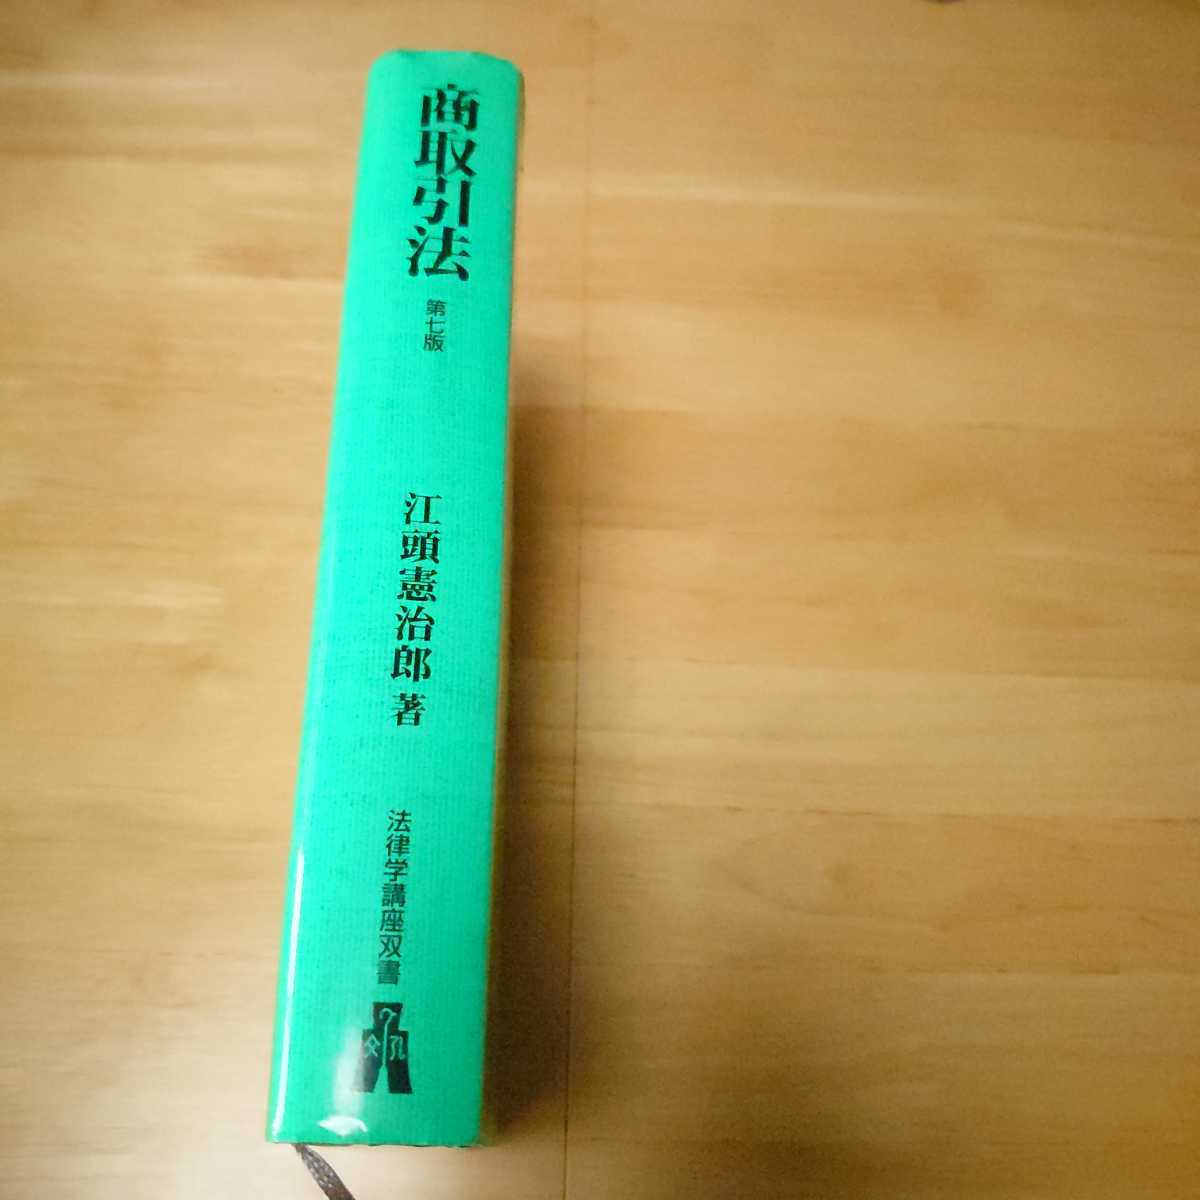 商取引法
第七版
江頭憲治郎 著
法律学講座双書